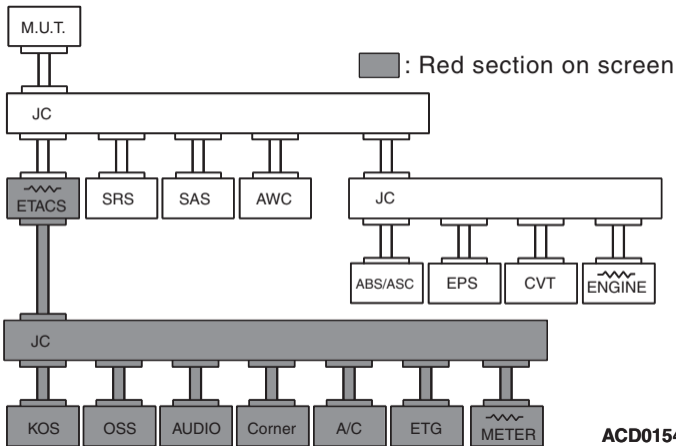 M.U.T.
: Red section on screen
JC
ETACS
SRS
SAS
AWC
JC
ABS/ASC
EPS
CVT
ENGINE
JC
KOS
OSS
AUDIO
Corner
A/C
ETG
METER